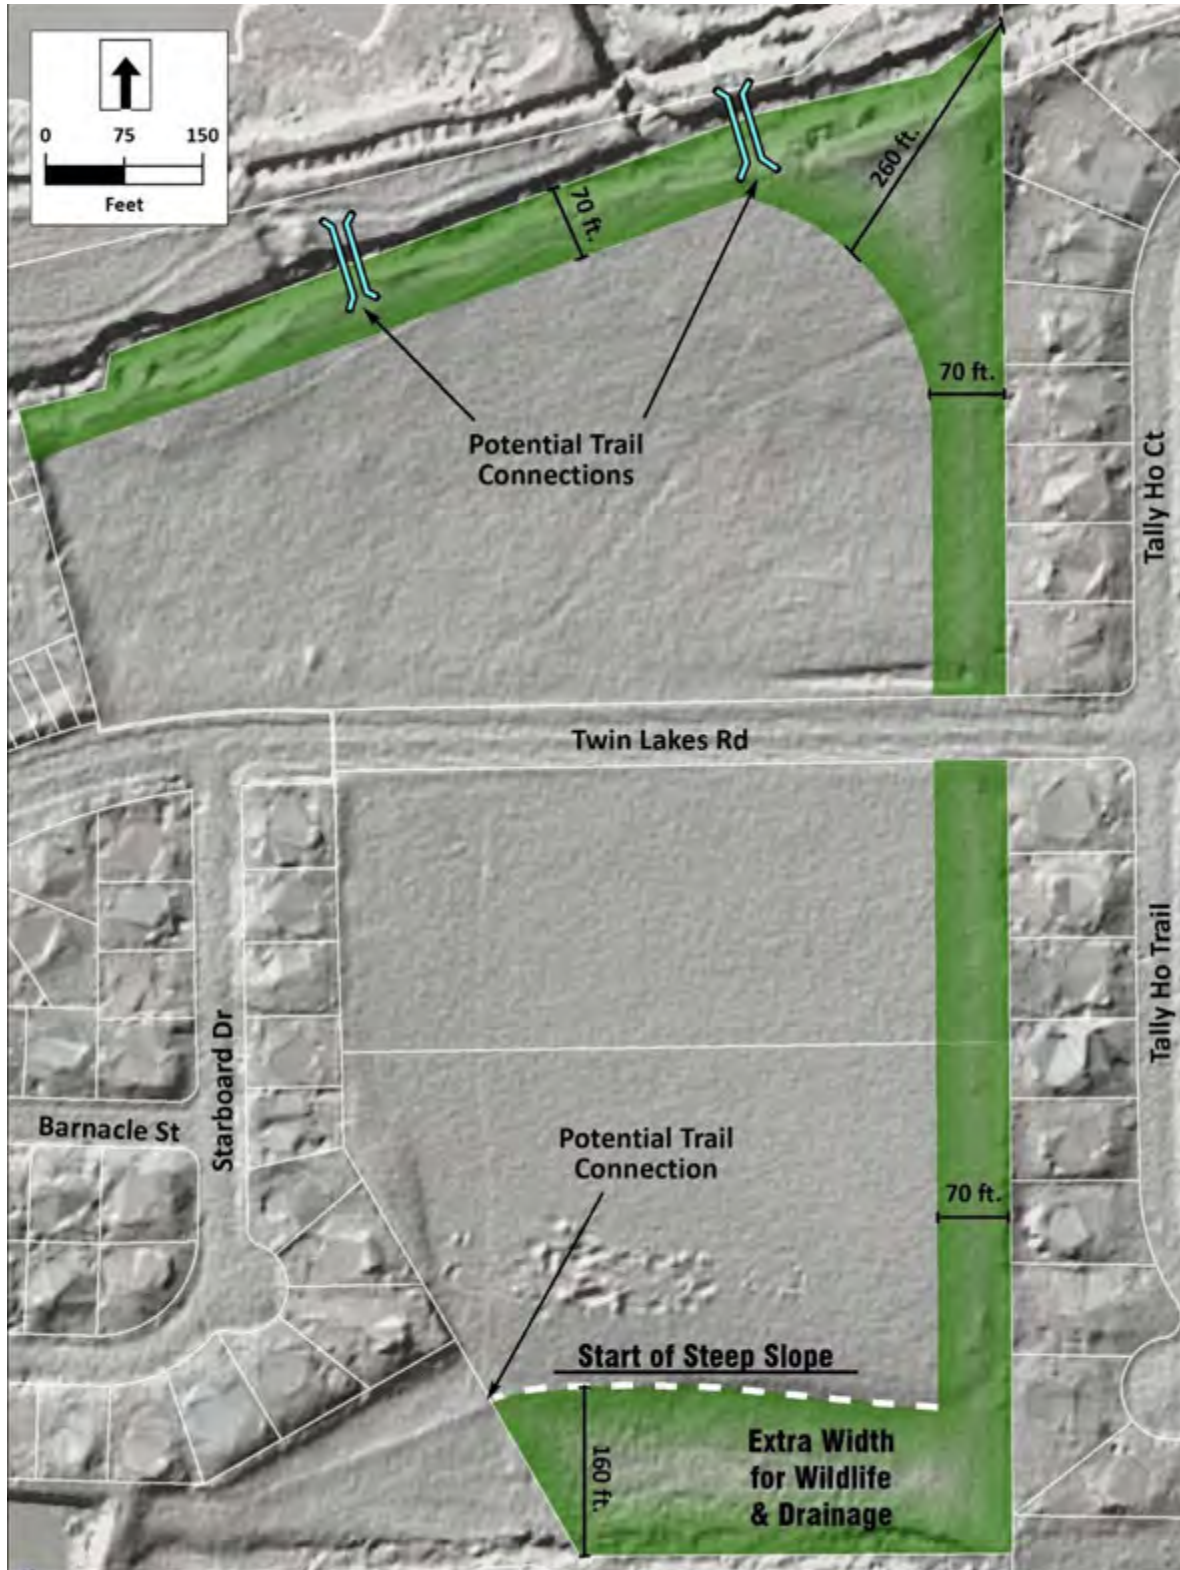 0 75 150
Feet
260 ft.
70 ft.
70 ft.
Potential Trail
Connections
Tally Ho Ct
Twin Lakes Rd
Tally Ho Trail
Starboard Dr
Barnacle St
Potential Trail
Connection
70 ft.
Start of Steep Slope
160 ft.
Extra Width
for Wildlife
& Drainage